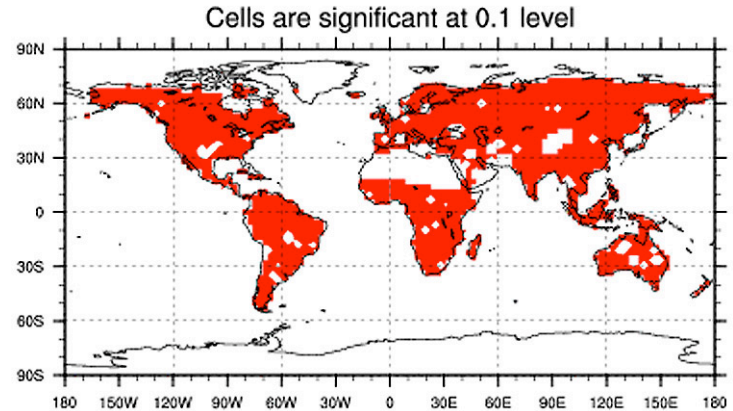 Cells are significant at 0.1 level
90N
60N
30N
0
30S
60S
90S
180 150W 120W 90W 60W 30W 0 30E 60E 90E 120E 150E 180